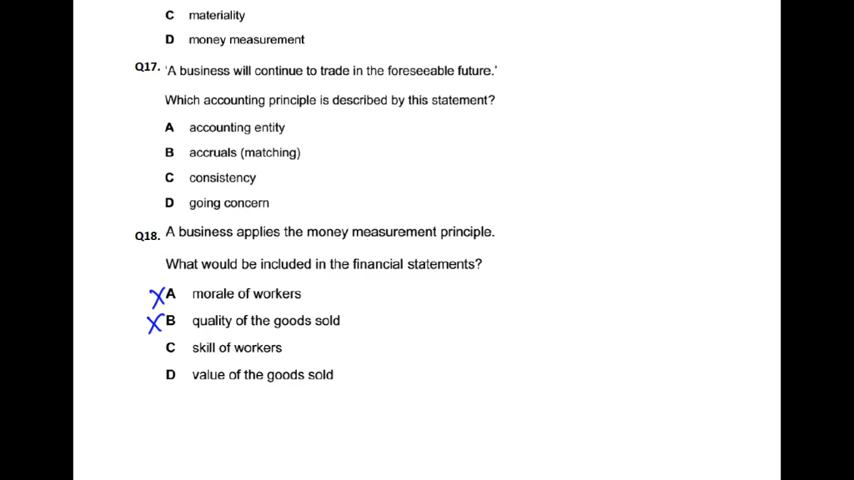 C materiality
D money measurement
Q17. 'A business will continue to trade in the foreseeable future.'
Which accounting principle is described by this statement?
A accounting entity
B accruals (matching)
C consistency
D going concern
Q18. A business applies the money measurement principle.
What would be included in the financial statements?
X A morale of workers
X B quality of the goods sold
C skill of workers
D value of the goods sold